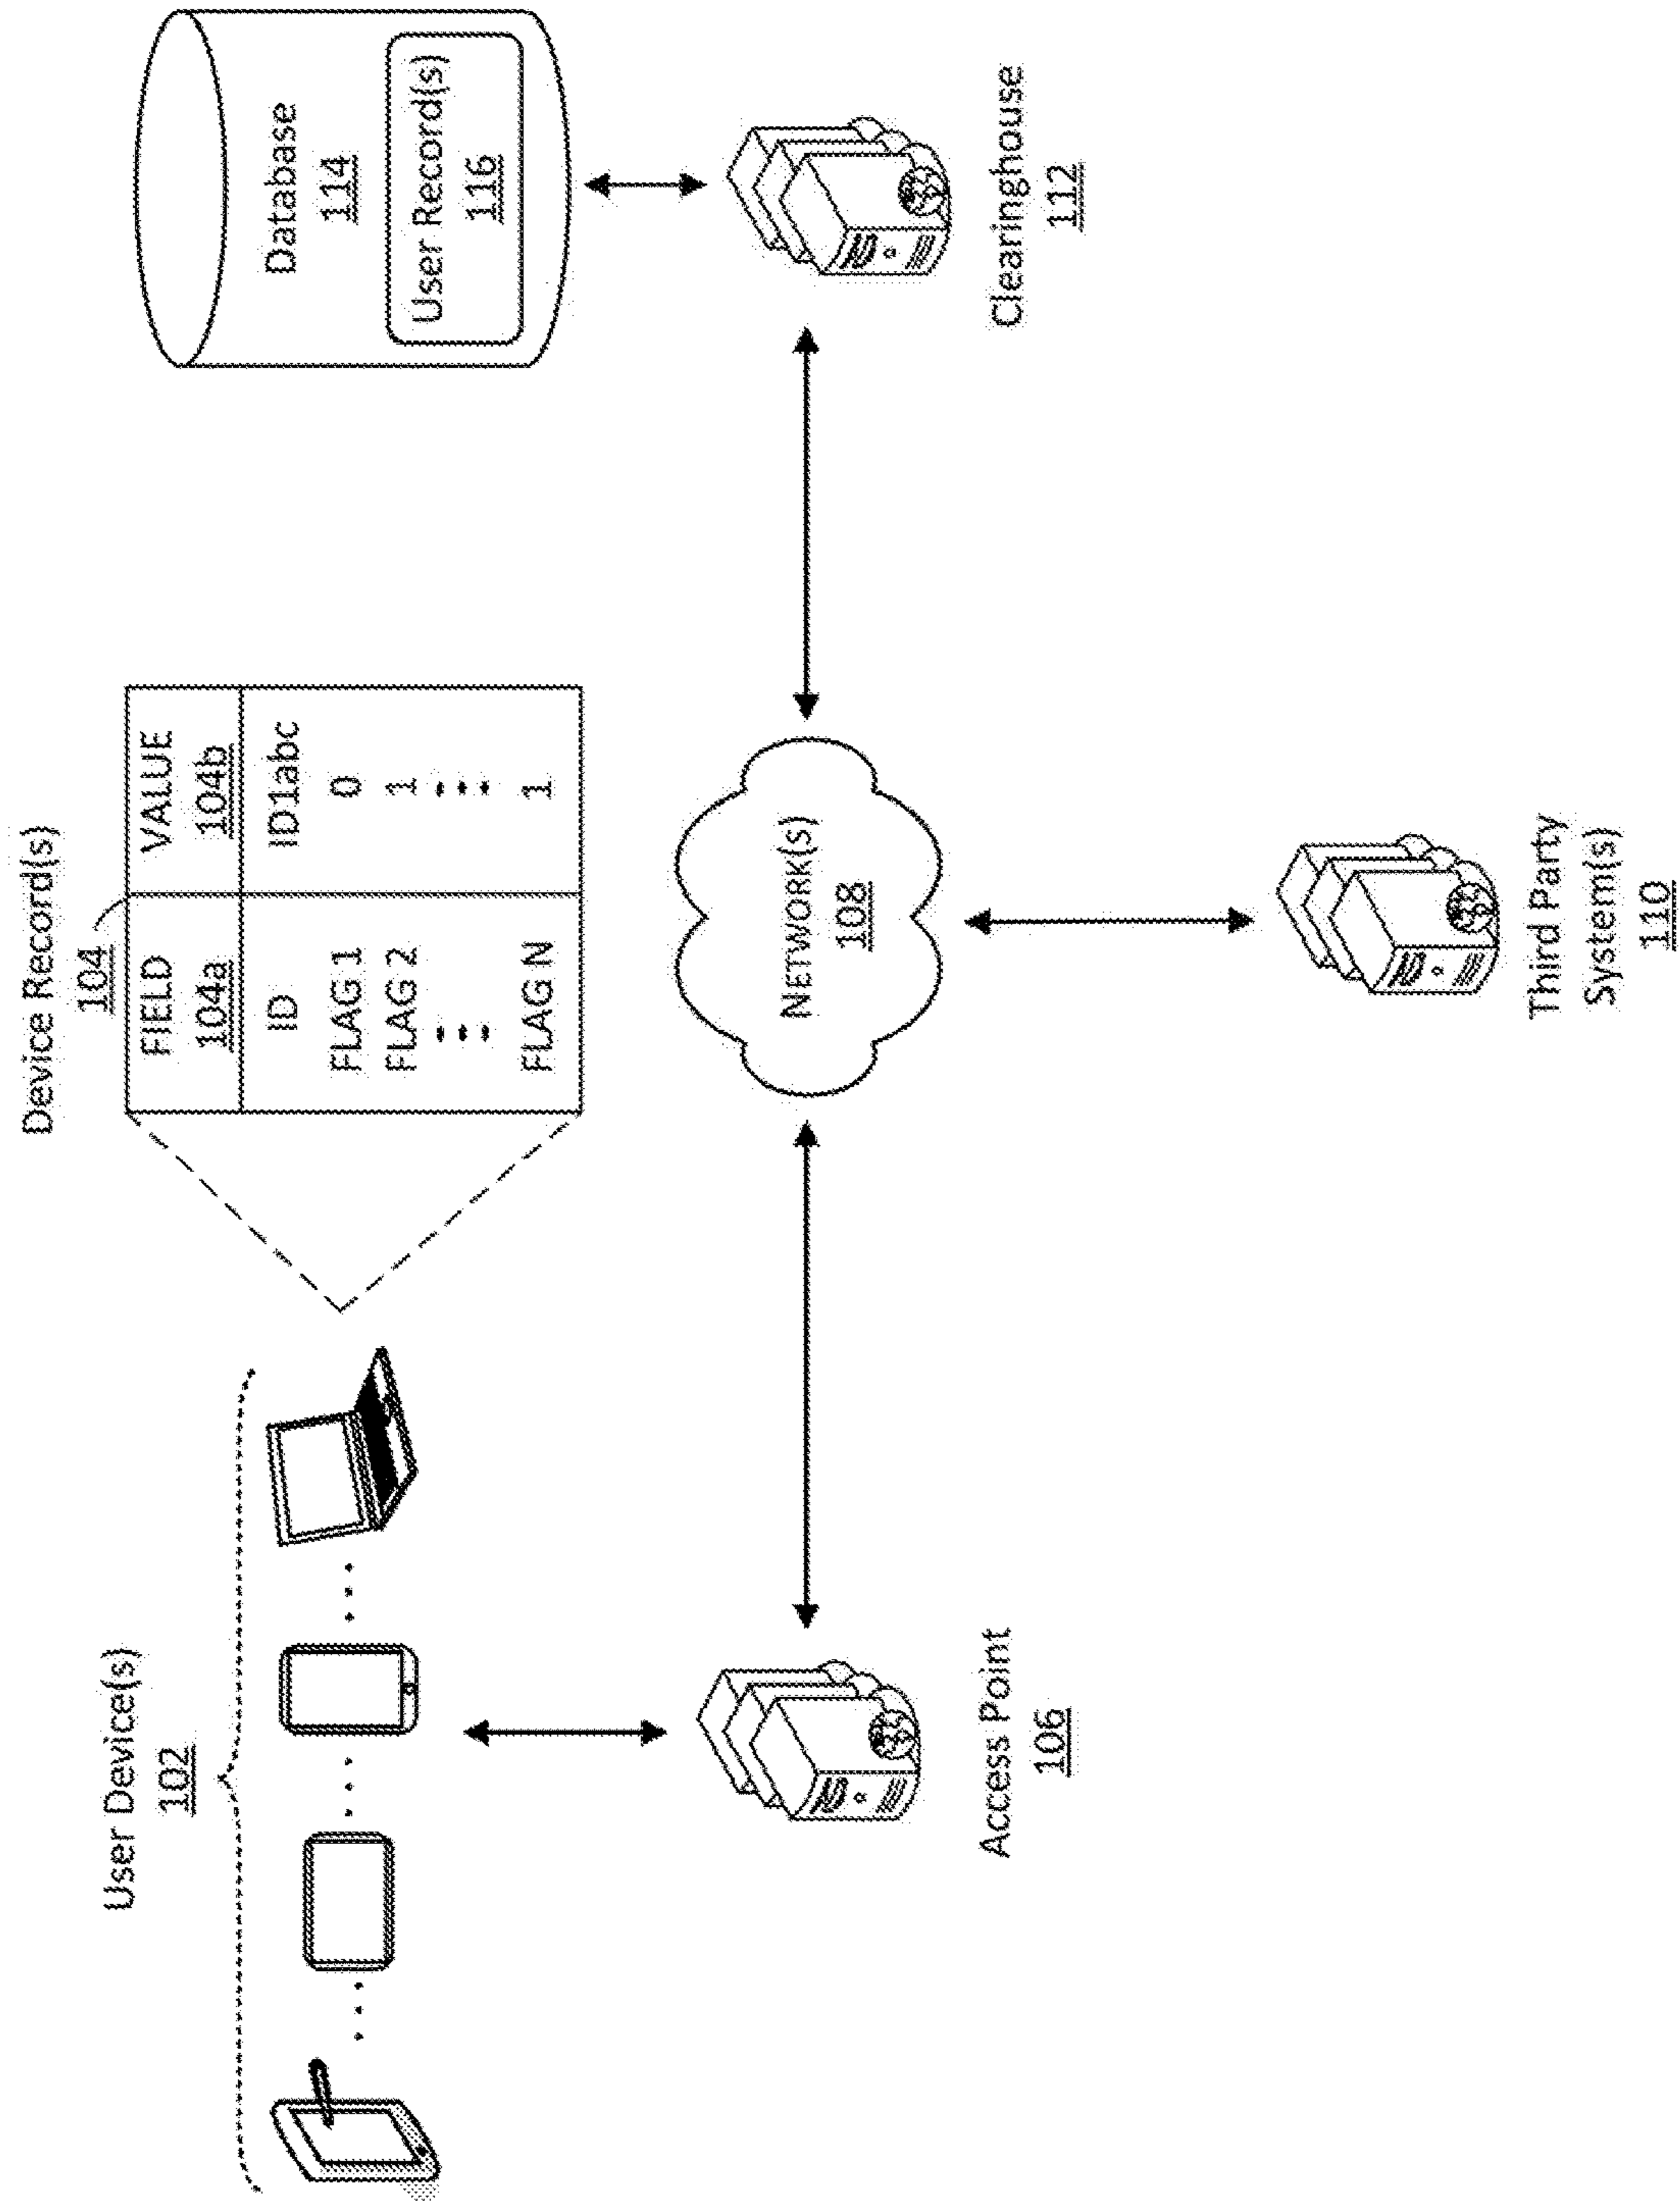 User Device(s)
102
Device Record(s)
104
FIELD
104a
VALUE
104b
ID
ID1abc
FLAG 1
0
FLAG 2
1
FLAG N
1
Database
114
User Record(s)
116
NETWORK(S)
108
Access Point
106
Clearinghouse
112
Third Party
System(s)
110